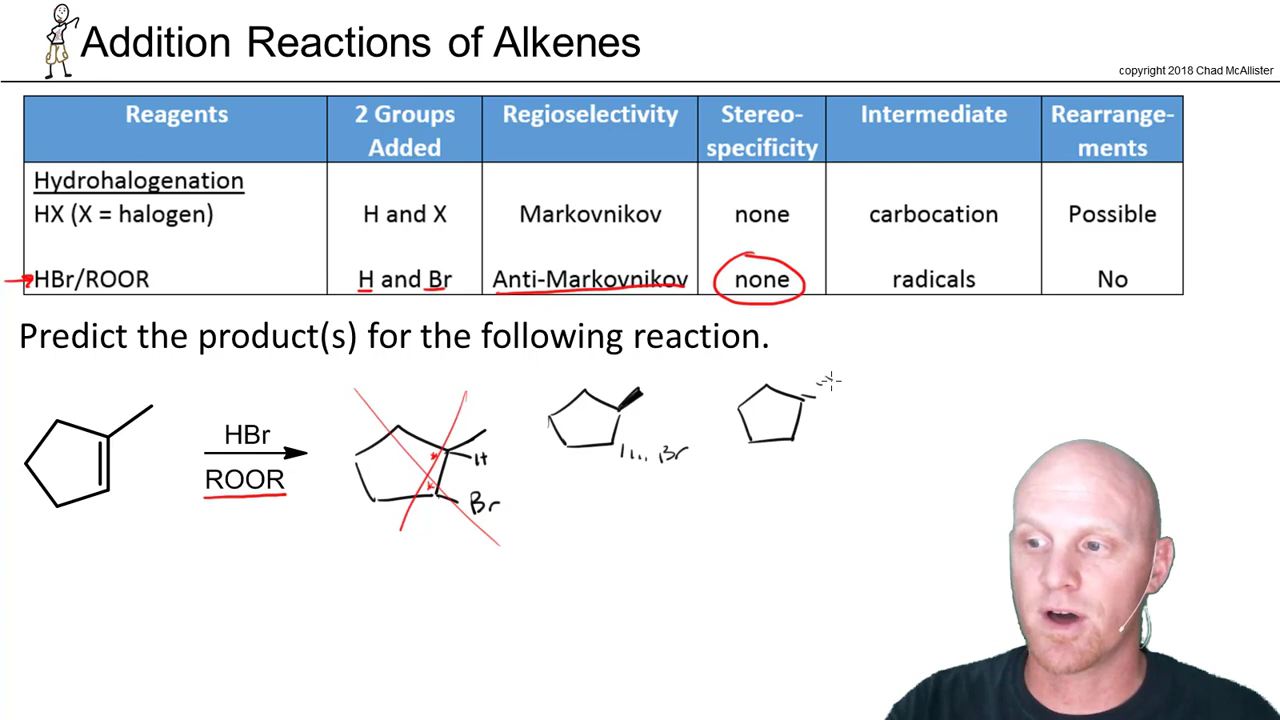 Addition Reactions of Alkenes
copyright 2018 Chad McAllister
Reagents
2 Groups Added
Regioselectivity
Stereo-specificity
Intermediate
Rearrange-ments
Hydrohalogenation
HX (X = halogen)
H and X
Markovnikov
none
carbocation
Possible
HBr/ROOR
H and Br
Anti-Markovnikov
none
radicals
No
Predict the product(s) for the following reaction.
HBr
ROOR
H
Br
Br